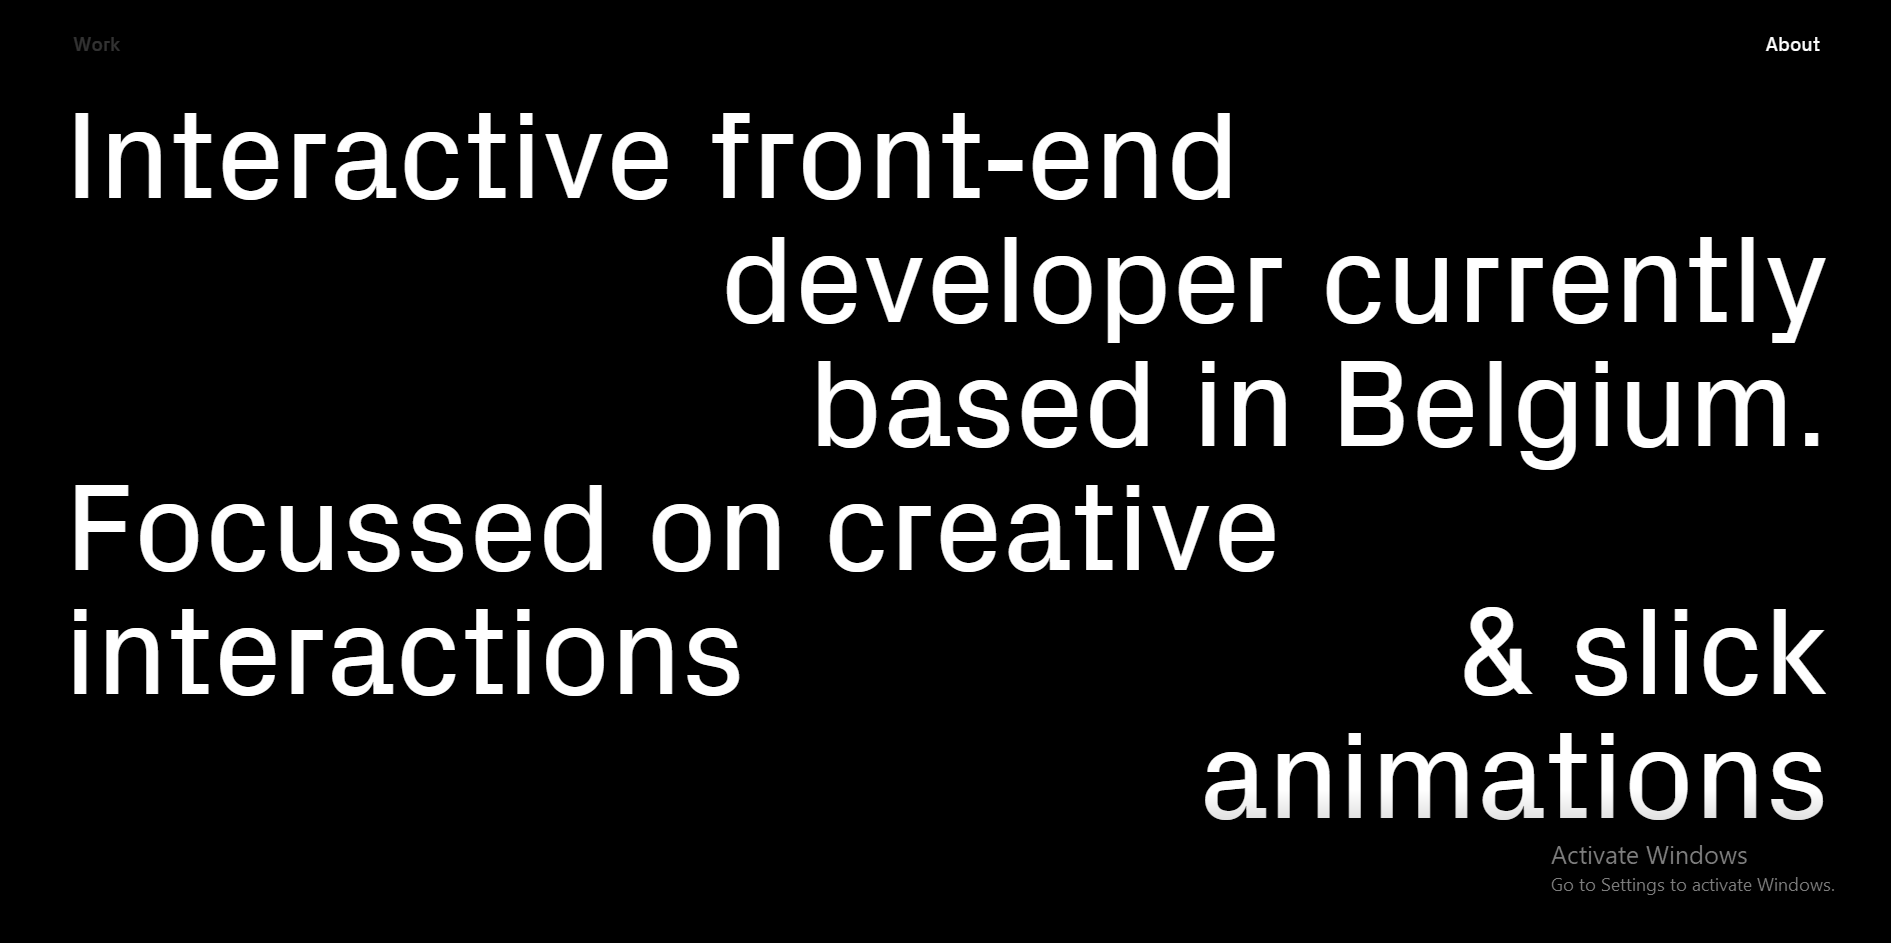 Work
About
Interactive front-end
developer currently
based in Belgium.
Focussed on creative
interactions
& slick
animations
Activate Windows
Go to Settings to activate Windows.